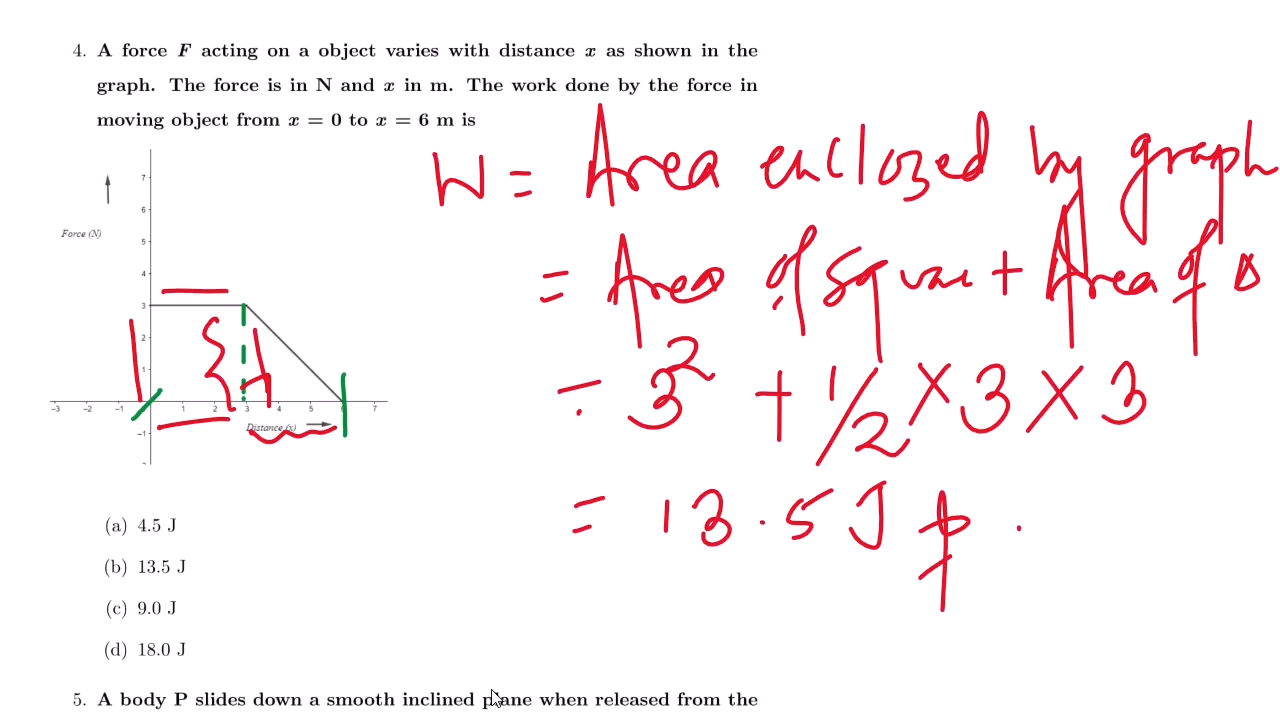 4. A force F acting on a object varies with distance x as shown in the
graph. The force is in N and x in m. The work done by the force in
moving object from x = 0 to x = 6 m is
W = Area enclozed by graph
= Area of square + Area of Δ
= 3² + 1/2 × 3 × 3
= 13.5 J
7
6
Force (N)
5
4
3
2
1
-3 -2 -1 1 2 3 4 5 7
Distance (x)
-1
(a) 4.5 J
(b) 13.5 J
(c) 9.0 J
(d) 18.0 J
5. A body P slides down a smooth inclined plane when released from the